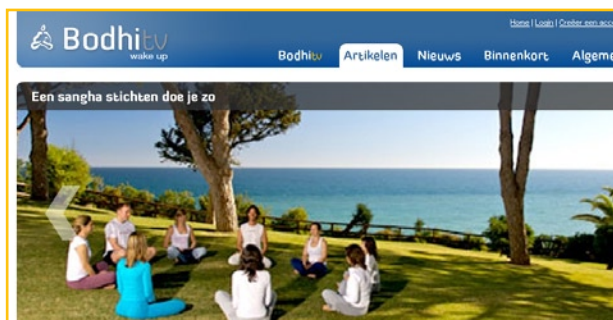 Home | Login | Creëer een acc
Bodhitv
wake up
Bodhitv Artikelen Nieuws Binnenkort Algeme
Een sangha stichten doe je zo